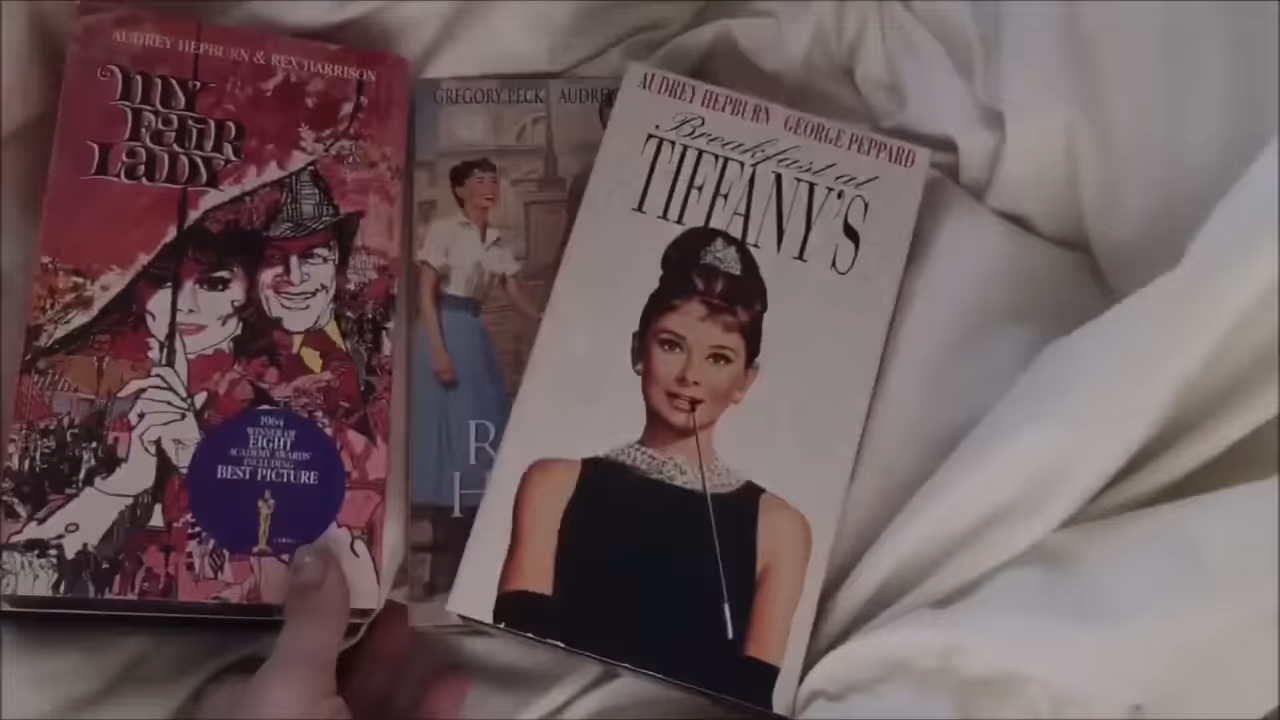 AUDREY HEPBURN & REX HARRISON
MY
FAIR
LADY
1964
WINNER OF
EIGHT
ACADEMY AWARDS
INCLUDING
BEST PICTURE
GREGORY PECK AUDREY
R
H
AUDREY HEPBURN GEORGE PEPPARD
Breakfast at
TIFFANY'S